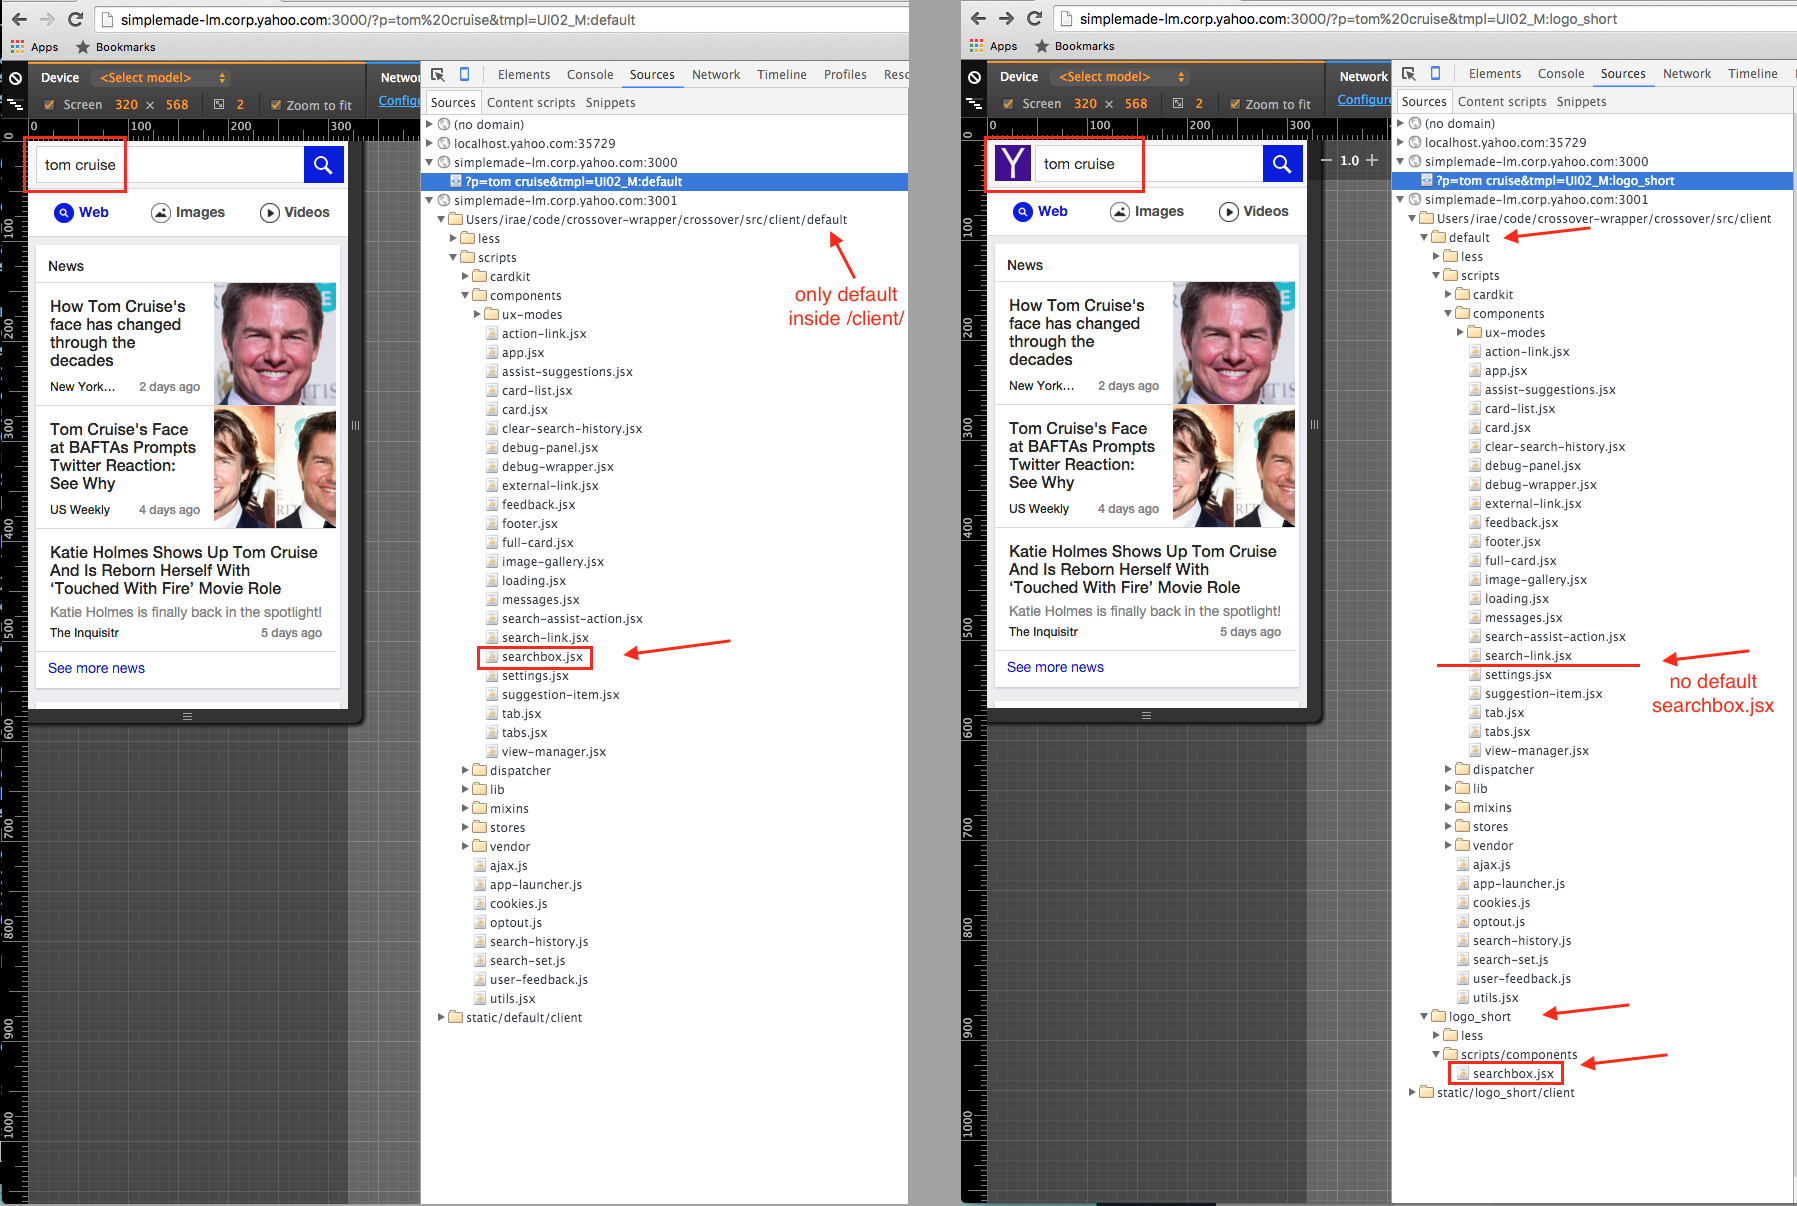 simplemade-lm.corp.yahoo.com:3000/?p=tom%20cruise&tmpl=UI02_M:default
Apps Bookmarks
Device <Select model> Networ
Screen 320 × 568 2 Zoom to fit Configu
0 100 200 300
tom cruise
Web Images Videos
News
How Tom Cruise's
face has changed
through the
decades
New York... 2 days ago
Tom Cruise's Face
at BAFTAs Prompts
Twitter Reaction:
See Why
US Weekly 4 days ago
Katie Holmes Shows Up Tom Cruise
And Is Reborn Herself With
‘Touched With Fire’ Movie Role
Katie Holmes is finally back in the spotlight!
The Inquisitr 5 days ago
See more news
0
100
200
300
400
500
600
700
800
900
1000
Elements Console Sources Network Timeline Profiles Reso
Sources Content scripts Snippets
(no domain)
localhost.yahoo.com:35729
simplemade-lm.corp.yahoo.com:3000
?p=tom cruise&tmpl=UI02_M:default
simplemade-lm.corp.yahoo.com:3001
Users/irae/code/crossover-wrapper/crossover/src/client/default
less
scripts
cardkit
components
ux-modes
action-link.jsx
app.jsx
assist-suggestions.jsx
card-list.jsx
card.jsx
clear-search-history.jsx
debug-panel.jsx
debug-wrapper.jsx
external-link.jsx
feedback.jsx
footer.jsx
full-card.jsx
image-gallery.jsx
loading.jsx
messages.jsx
search-assist-action.jsx
search-link.jsx
searchbox.jsx
settings.jsx
suggestion-item.jsx
tab.jsx
tabs.jsx
view-manager.jsx
dispatcher
lib
mixins
stores
vendor
ajax.js
app-launcher.js
cookies.js
optout.js
search-history.js
search-set.js
user-feedback.js
utils.jsx
static/default/client
only default
inside /client/
simplemade-lm.corp.yahoo.com:3000/?p=tom%20cruise&tmpl=UI02_M:logo_short
Apps Bookmarks
Device <Select model> Network
Screen 320 × 568 2 Zoom to fit Configure
0 100 200 300
Y tom cruise
1.0
Web Images Videos
News
How Tom Cruise's
face has changed
through the
decades
New York... 2 days ago
Tom Cruise's Face
at BAFTAs Prompts
Twitter Reaction:
See Why
US Weekly 4 days ago
Katie Holmes Shows Up Tom Cruise
And Is Reborn Herself With
‘Touched With Fire’ Movie Role
Katie Holmes is finally back in the spotlight!
The Inquisitr 5 days ago
See more news
0
100
200
300
400
500
600
700
800
900
1000
Elements Console Sources Network Timeline
Sources Content scripts Snippets
(no domain)
localhost.yahoo.com:35729
simplemade-lm.corp.yahoo.com:3000
?p=tom cruise&tmpl=UI02_M:logo_short
simplemade-lm.corp.yahoo.com:3001
Users/irae/code/crossover-wrapper/crossover/src/client
default
less
scripts
cardkit
components
ux-modes
action-link.jsx
app.jsx
assist-suggestions.jsx
card-list.jsx
card.jsx
clear-search-history.jsx
debug-panel.jsx
debug-wrapper.jsx
external-link.jsx
feedback.jsx
footer.jsx
full-card.jsx
image-gallery.jsx
loading.jsx
messages.jsx
search-assist-action.jsx
search-link.jsx
settings.jsx
suggestion-item.jsx
tab.jsx
tabs.jsx
view-manager.jsx
dispatcher
lib
mixins
stores
vendor
ajax.js
app-launcher.js
cookies.js
optout.js
search-history.js
search-set.js
user-feedback.js
utils.jsx
logo_short
less
scripts/components
searchbox.jsx
static/logo_short/client
no default
searchbox.jsx